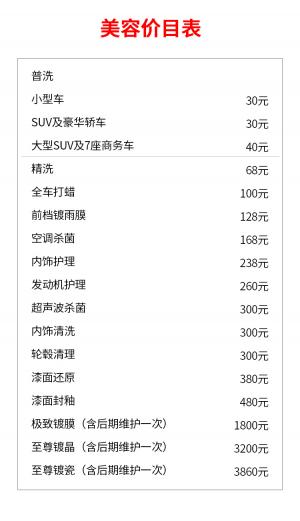 美容价目表
普洗
小型车 30元
SUV及豪华轿车 30元
大型SUV及7座商务车 40元
精洗 68元
全车打蜡 100元
前档镀雨膜 128元
空调杀菌 168元
内饰护理 238元
发动机护理 260元
超声波杀菌 300元
内饰清洗 300元
轮毂清理 300元
漆面还原 380元
漆面封釉 480元
极致镀膜（含后期维护一次） 1800元
至尊镀晶（含后期维护一次） 3200元
至尊镀瓷（含后期维护一次） 3860元